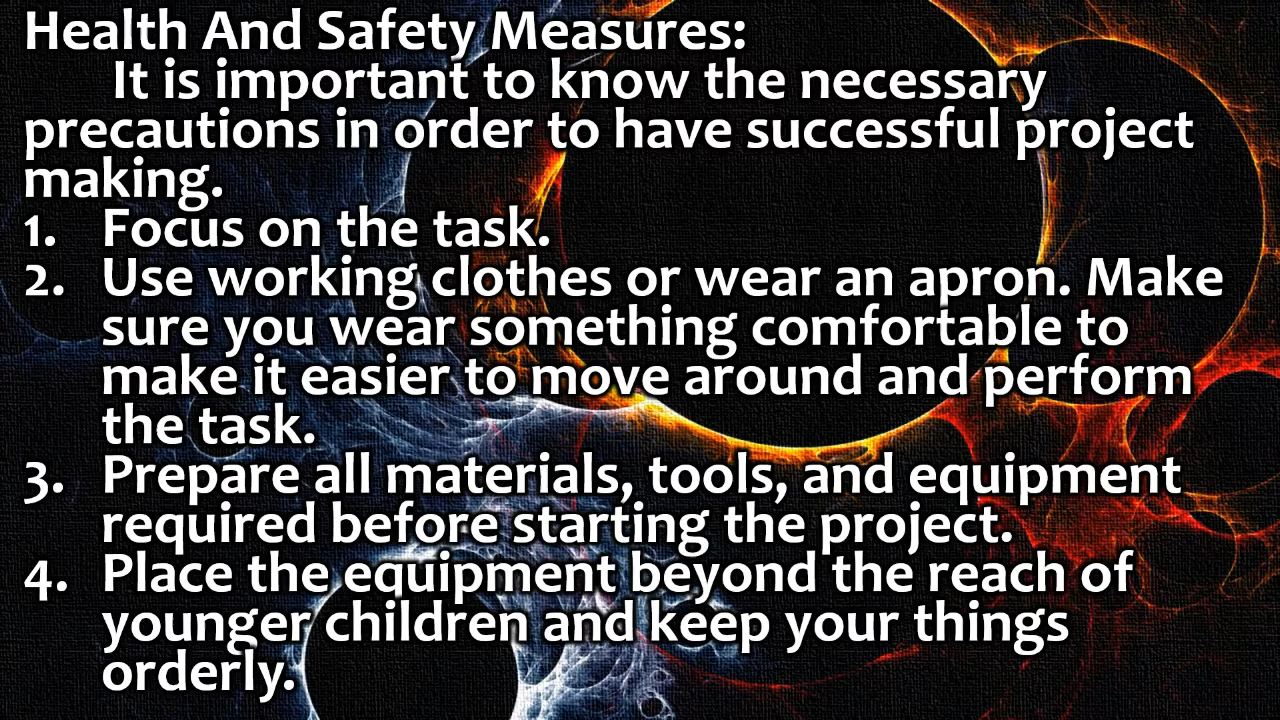 Health And Safety Measures:
It is important to know the necessary
precautions in order to have successful project
making.
1. Focus on the task.
2. Use working clothes or wear an apron. Make
sure you wear something comfortable to
make it easier to move around and perform
the task.
3. Prepare all materials, tools, and equipment
required before starting the project.
4. Place the equipment beyond the reach of
younger children and keep your things
orderly.